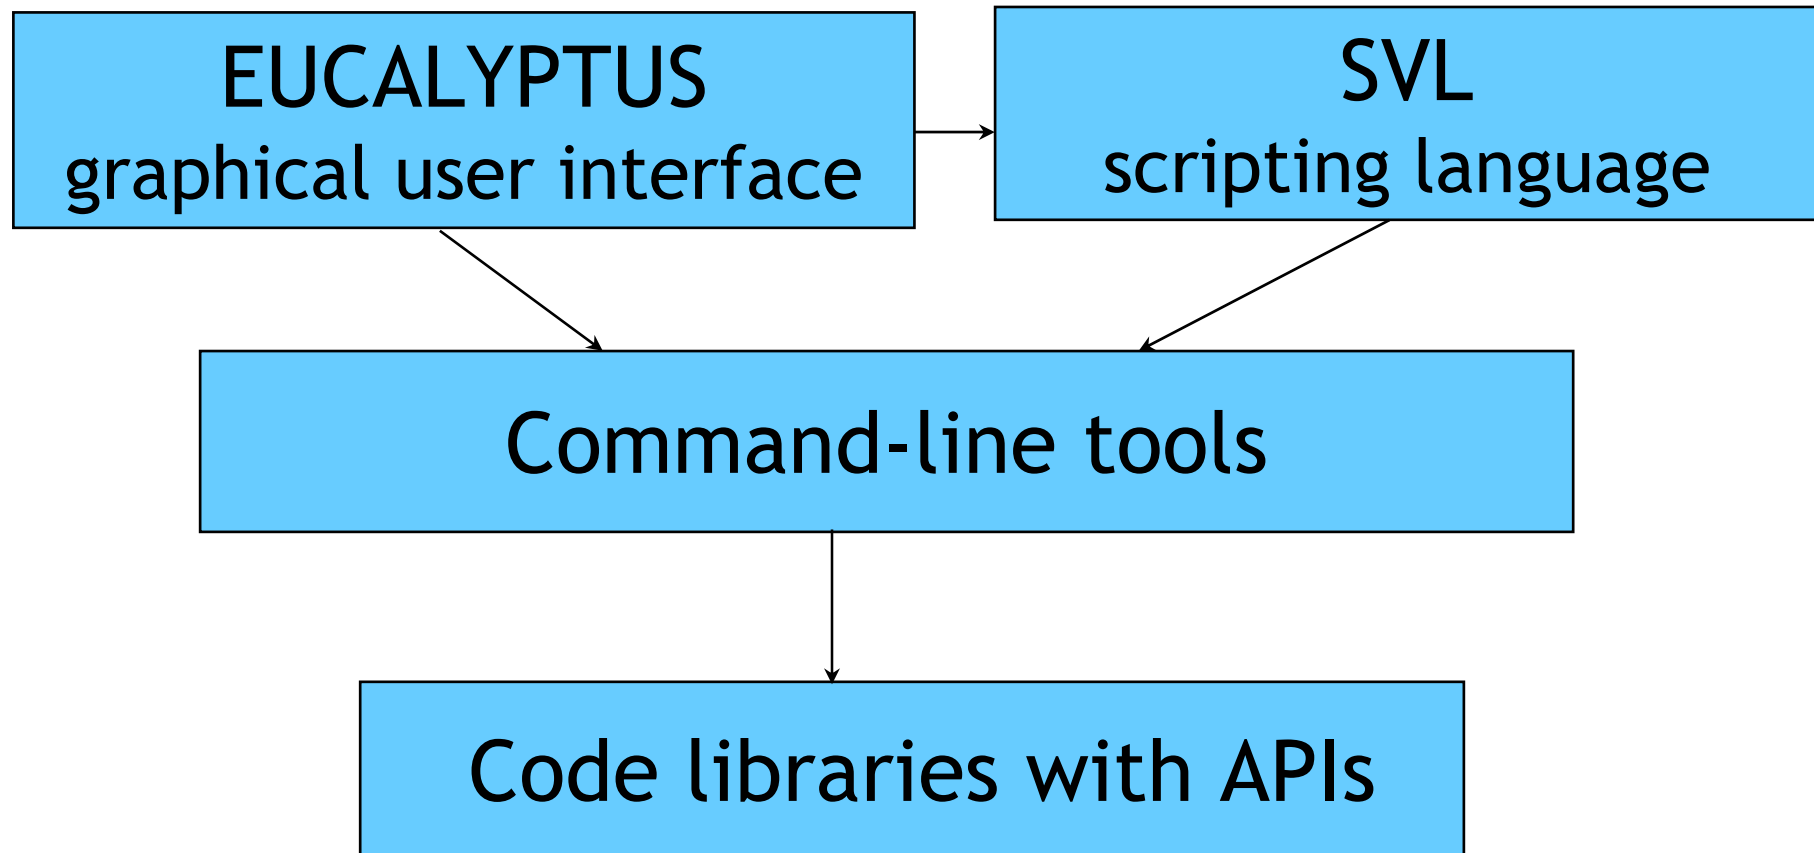 EUCALYPTUS
graphical user interface
SVL
scripting language
Command-line tools
Code libraries with APIs